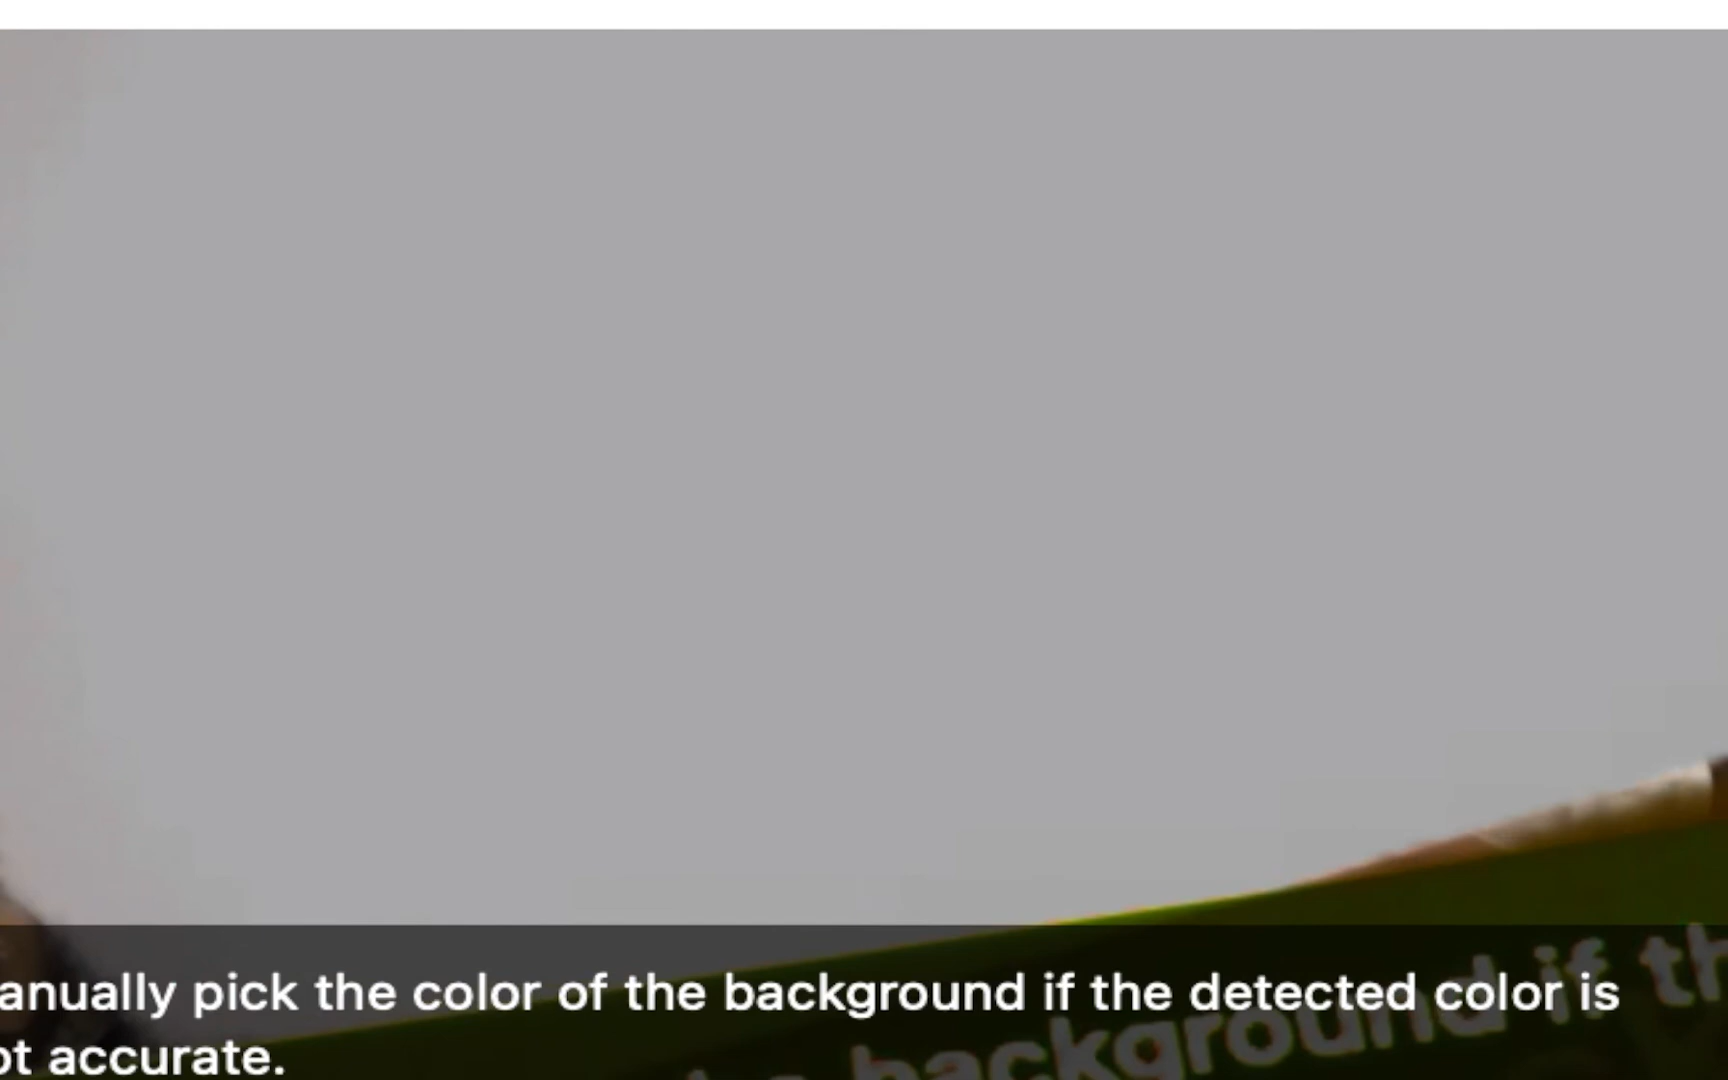 anually pick the color of the background if the detected color is
ot accurate.
background if th